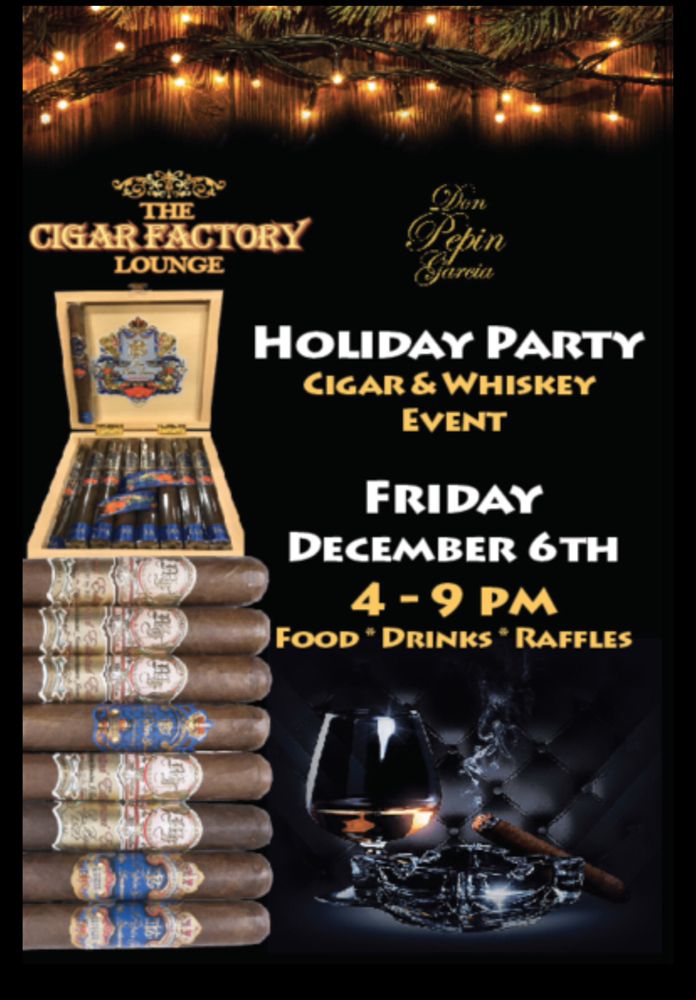 THE
CIGAR FACTORY
LOUNGE
Don
Pepin
Garcia
HOLIDAY PARTY
CIGAR & WHISKEY
EVENT
FRIDAY
DECEMBER 6TH
4 - 9 PM
FOOD * DRINKS * RAFFLES